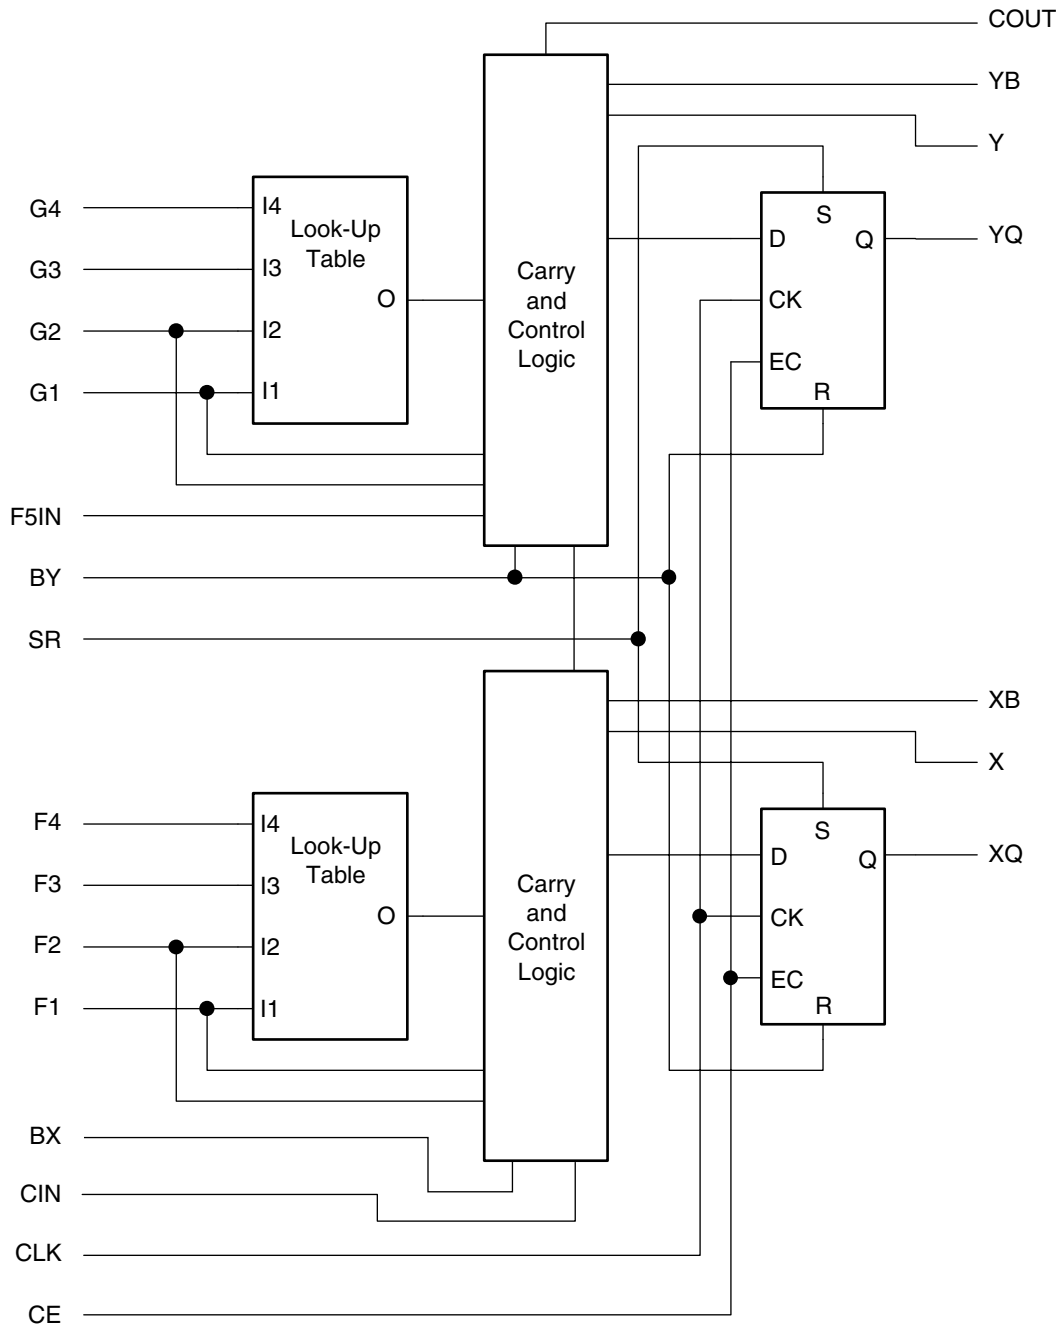 COUT
YB
Y
G4
G3
G2
G1
I4
I3
I2
I1
Look-Up
Table
O
Carry
and
Control
Logic
S
D
Q
CK
EC
R
YQ
F5IN
BY
SR
XB
X
F4
F3
F2
F1
I4
I3
I2
I1
Look-Up
Table
O
Carry
and
Control
Logic
S
D
Q
CK
EC
R
XQ
BX
CIN
CLK
CE